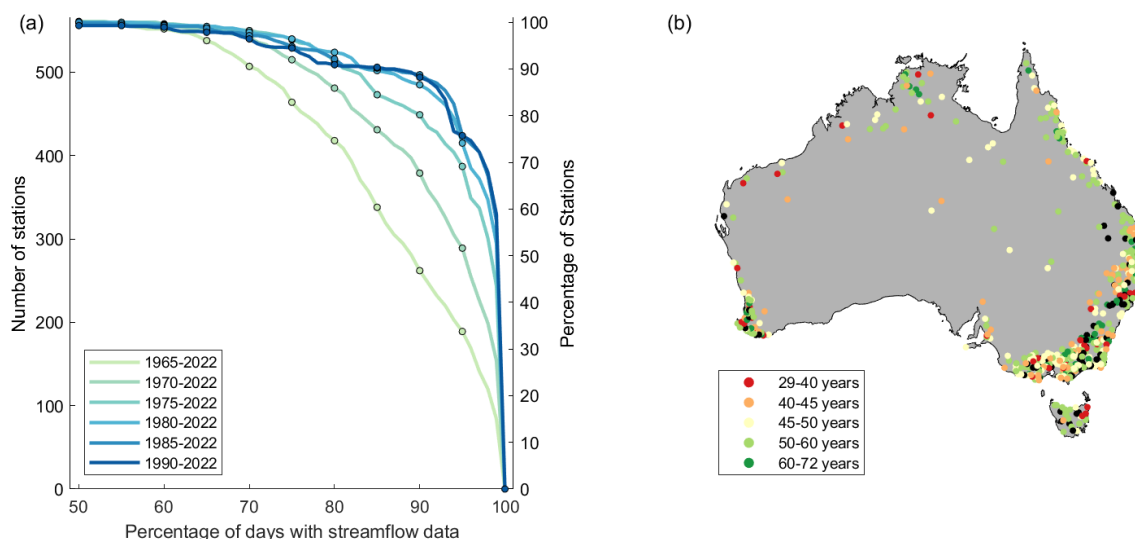 (a)
Number of stations
500
400
300
200
100
0
50 60 70 80 90 100
Percentage of days with streamflow data
100
90
80
70
60
50
40
30
20
10
0
Percentage of Stations
1965-2022
1970-2022
1975-2022
1980-2022
1985-2022
1990-2022
(b)
29-40 years
40-45 years
45-50 years
50-60 years
60-72 years